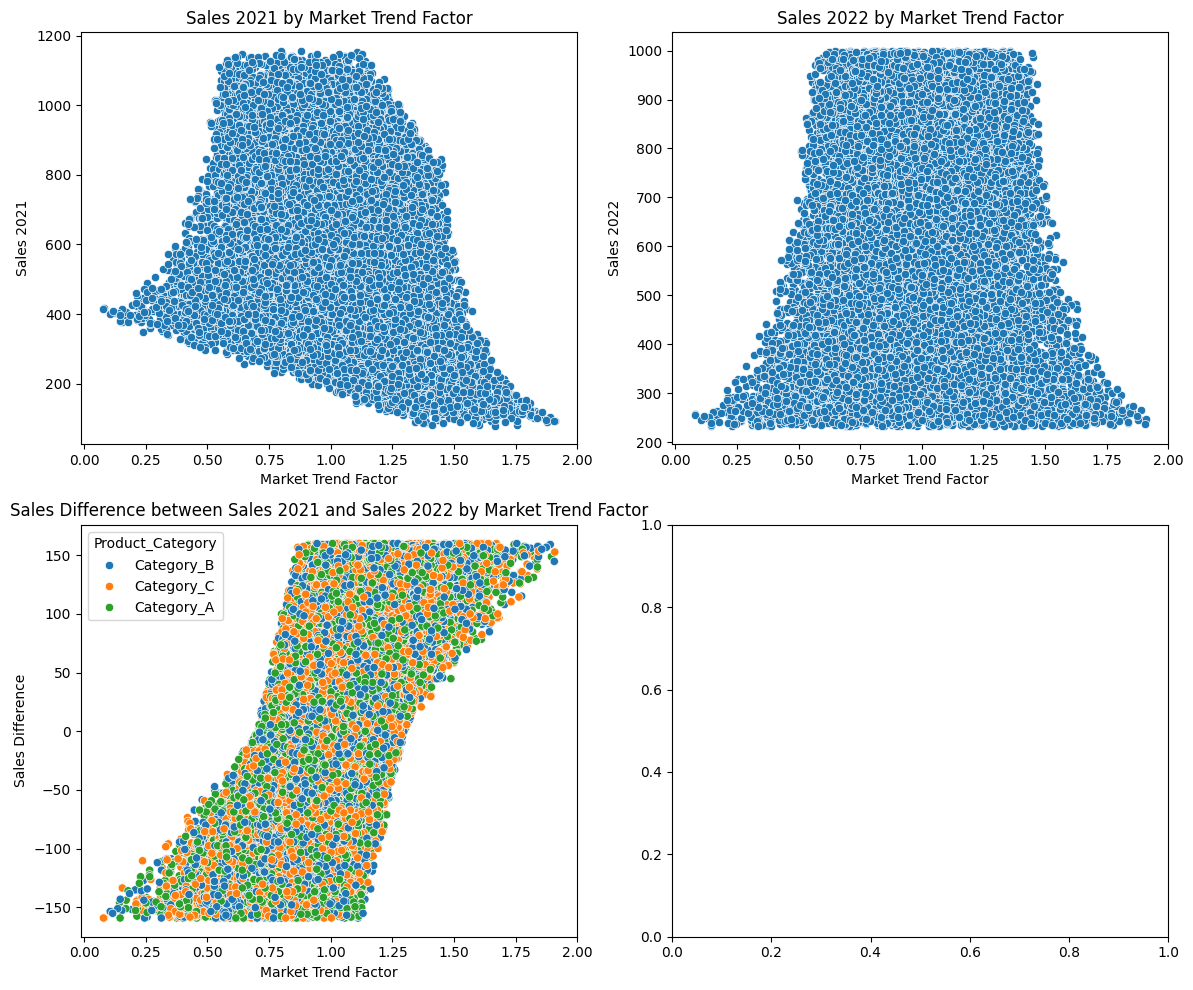 Sales 2021 by Market Trend Factor
1200
1000
800
600
400
200
Sales 2021
0.00 0.25 0.50 0.75 1.00 1.25 1.50 1.75 2.00
Market Trend Factor
Sales 2022 by Market Trend Factor
1000
900
800
700
600
500
400
300
200
Sales 2022
0.00 0.25 0.50 0.75 1.00 1.25 1.50 1.75 2.00
Market Trend Factor
Sales Difference between Sales 2021 and Sales 2022 by Market Trend Factor
Product_Category
Category_B
Category_C
Category_A
150
100
50
0
−50
−100
−150
Sales Difference
0.00 0.25 0.50 0.75 1.00 1.25 1.50 1.75 2.00
Market Trend Factor
1.0
0.8
0.6
0.4
0.2
0.0
0.0 0.2 0.4 0.6 0.8 1.0